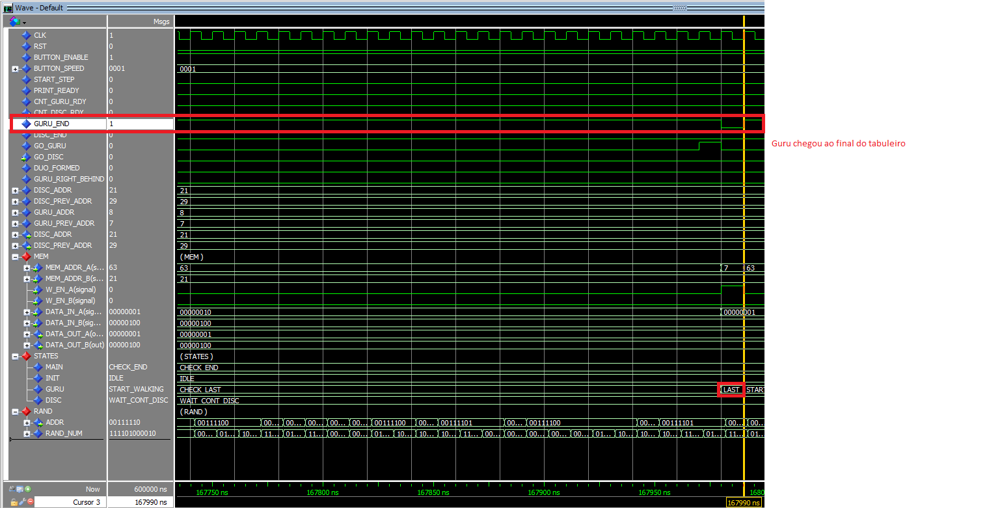 Wave - Default
Msgs
CLK 1
RST 0
BUTTON_ENABLE 1
BUTTON_SPEED 0001 0001
START_STEP 0
PRINT_READY 0
CNT_GURU_RDY 0
CNT_DISC_RDY 0
GURU_END 1
DISC_END 0
GO_GURU 0
Guru chegou ao final do tabuleiro
GO_DISC 0
DUO_FORMED 0
GURU_RIGHT_BEHIND 0
DISC_ADDR 21 21
DISC_PREV_ADDR 29 29
GURU_ADDR 8 8
GURU_PREV_ADDR 7 7
DISC_ADDR 21 21
DISC_PREV_ADDR 29 29
MEM (MEM)
MEM_ADDR_A(s... 63 63 7 63
MEM_ADDR_B(s... 21 21
W_EN_A(signal) 0
W_EN_B(signal) 0
DATA_IN_A(sig... 00000001 00000010 00000001
DATA_IN_B(sig... 00000100 00000100
DATA_OUT_A(o... 00000001 00000001
DATA_OUT_B(out) 00000100 00000100
STATES (STATES)
MAIN CHECK_END CHECK_END
INIT IDLE IDLE
GURU START_WALKING CHECK_LAST LAST START
DISC WAIT_CONT_DISC WAIT_CONT_DISC
RAND (RAND)
ADDR 00111110 00111100 00... 00... 00... 00... 00... 00111100 00... 00111101 00... 00111100 00... 00111101 00... 00...
RAND_NUM 111101000010 00... 01... 10... 11... 01... 11... 00... 00... 01... 10... 10... 10... 11... 00... 00... 00... 00... 00... 01... 10... 10... 10... 11... 01... 11... 01...
Now 600000 ns 167750 ns 167800 ns 167850 ns 167900 ns 167950 ns 1680
Cursor 3 167990 ns 167990 ns